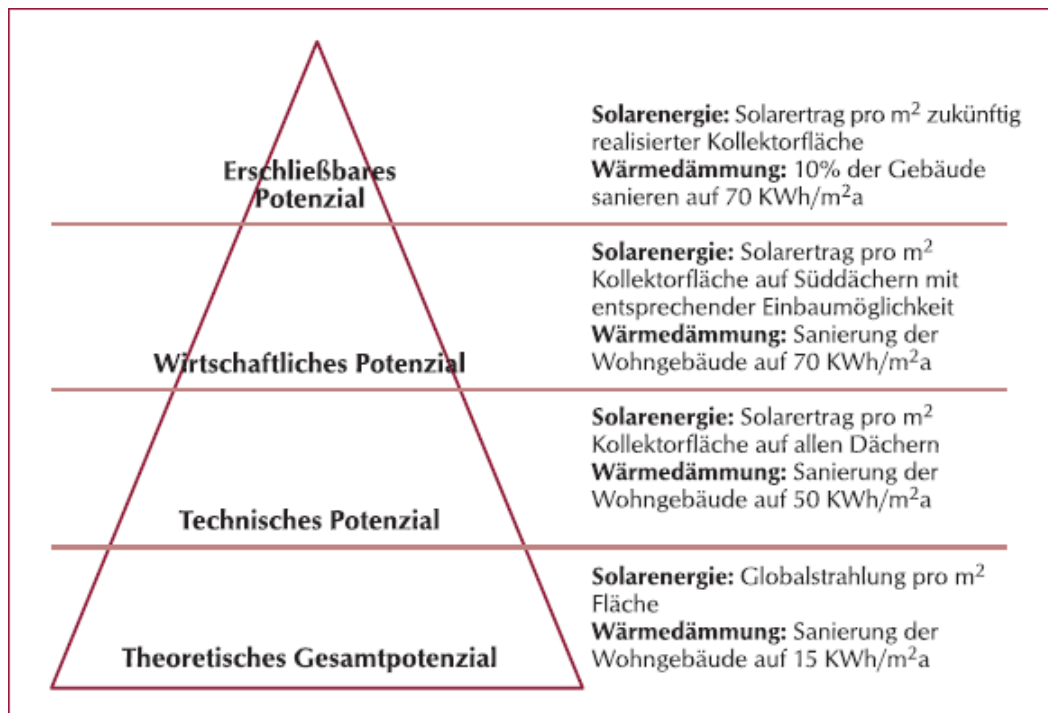 Erschließbares
Potenzial
Solarenergie: Solarertrag pro m² zukünftig
realisierter Kollektorfläche
Wärmedämmung: 10% der Gebäude
sanieren auf 70 KWh/m²a
Wirtschaftliches Potenzial
Solarenergie: Solarertrag pro m²
Kollektorfläche auf Süddächern mit
entsprechender Einbaumöglichkeit
Wärmedämmung: Sanierung der
Wohngebäude auf 70 KWh/m²a
Technisches Potenzial
Solarenergie: Solarertrag pro m²
Kollektorfläche auf allen Dächern
Wärmedämmung: Sanierung der
Wohngebäude auf 50 KWh/m²a
Theoretisches Gesamtpotenzial
Solarenergie: Globalstrahlung pro m²
Fläche
Wärmedämmung: Sanierung der
Wohngebäude auf 15 KWh/m²a